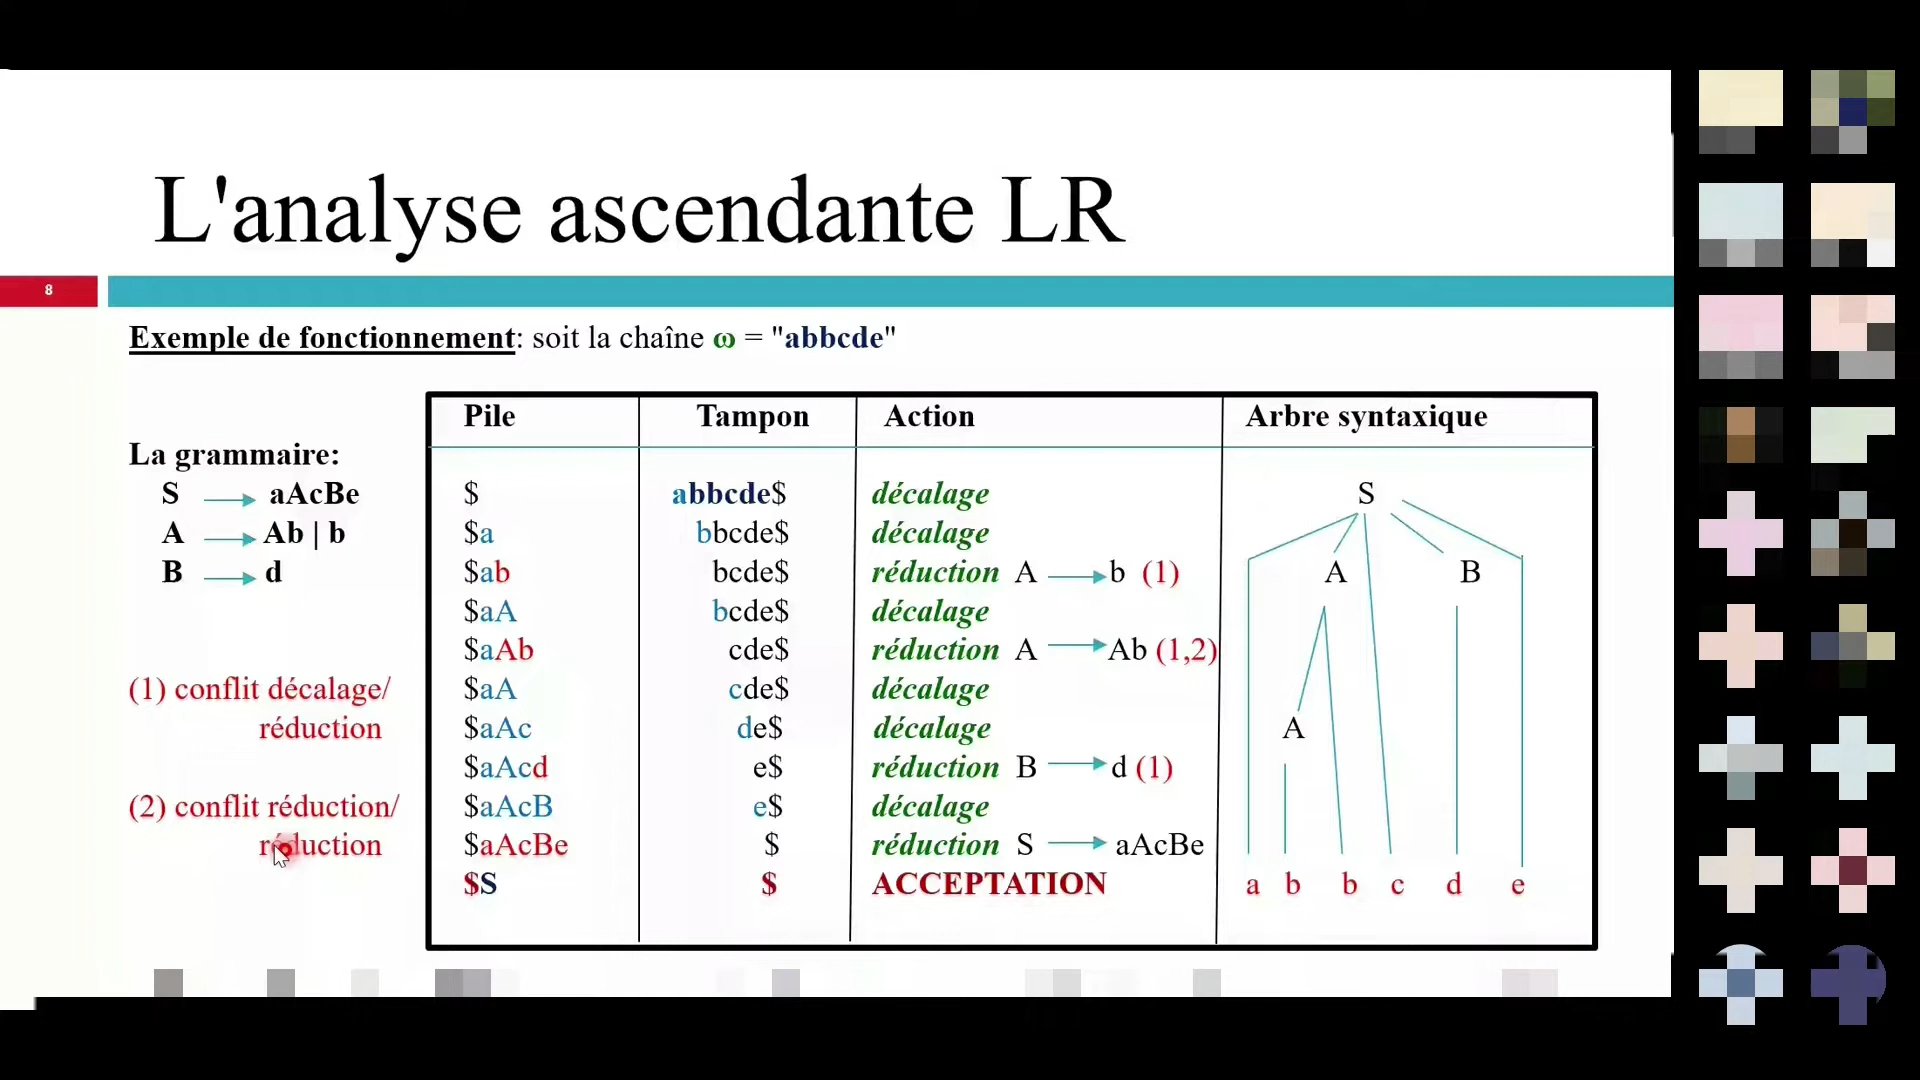 L'analyse ascendante LR
8
Exemple de fonctionnement: soit la chaîne ω = "abbcde"
La grammaire:
S → aAcBe
A → Ab | b
B → d
(1) conflit décalage/
réduction
(2) conflit réduction/
réduction
Pile Tampon Action Arbre syntaxique
$ abbcde$ décalage
$a bbcde$ décalage
$ab bcde$ réduction A → b (1)
$aA bcde$ décalage
$aAb cde$ réduction A → Ab (1,2)
$aA cde$ décalage
$aAc de$ décalage
$aAcd e$ réduction B → d (1)
$aAcB e$ décalage
$aAcBe $ réduction S → aAcBe
$S $ ACCEPTATION
S
A B
A
a b b c d e